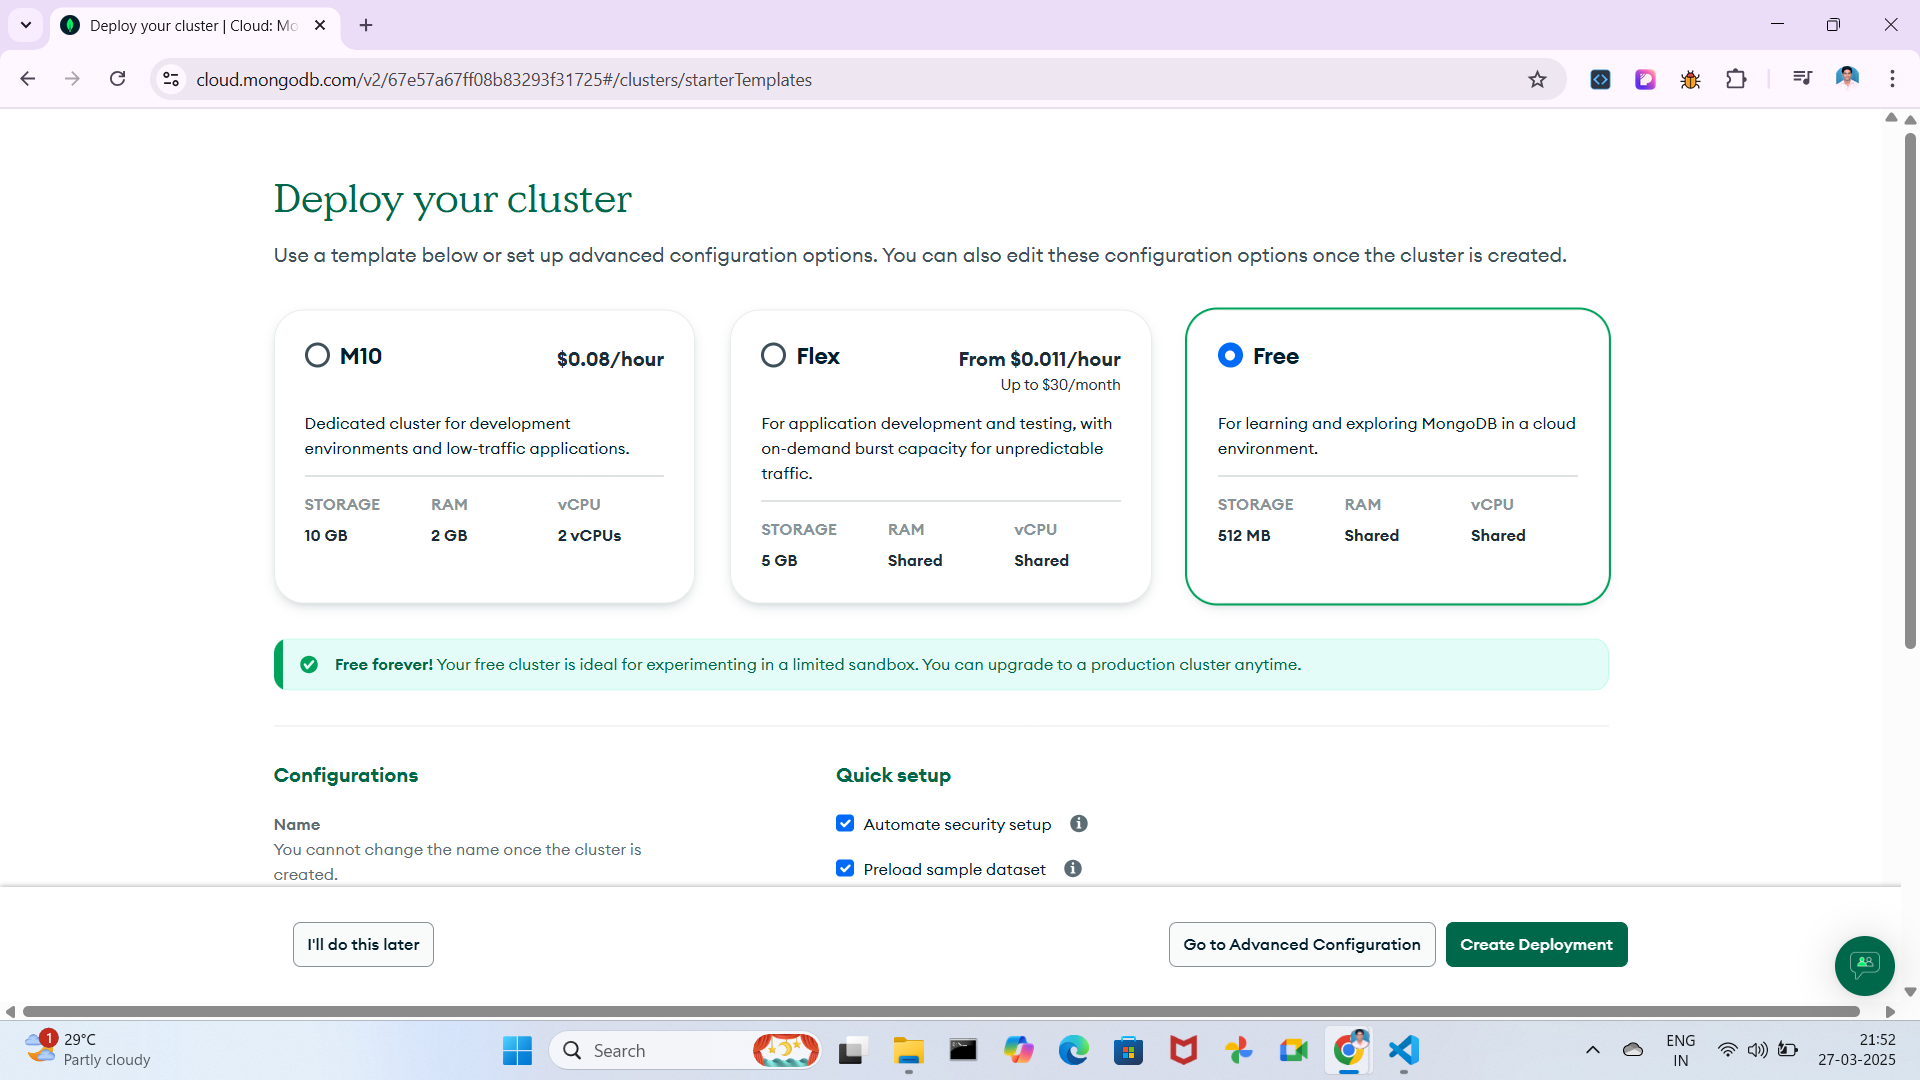 Deploy your cluster | Cloud: Mo
cloud.mongodb.com/v2/67e57a67ff08b83293f31725#/clusters/starterTemplates
Deploy your cluster
Use a template below or set up advanced configuration options. You can also edit these configuration options once the cluster is created.
M10
$0.08/hour
Dedicated cluster for development
environments and low-traffic applications.
STORAGE RAM vCPU
10 GB 2 GB 2 vCPUs
Flex
From $0.011/hour
Up to $30/month
For application development and testing, with
on-demand burst capacity for unpredictable
traffic.
STORAGE RAM vCPU
5 GB Shared Shared
Free
For learning and exploring MongoDB in a cloud
environment.
STORAGE RAM vCPU
512 MB Shared Shared
Free forever! Your free cluster is ideal for experimenting in a limited sandbox. You can upgrade to a production cluster anytime.
Configurations
Name
You cannot change the name once the cluster is
created.
Quick setup
Automate security setup
Preload sample dataset
I'll do this later
Go to Advanced Configuration
Create Deployment
1
29°C
Partly cloudy
Search
ENG
IN
21:52
27-03-2025